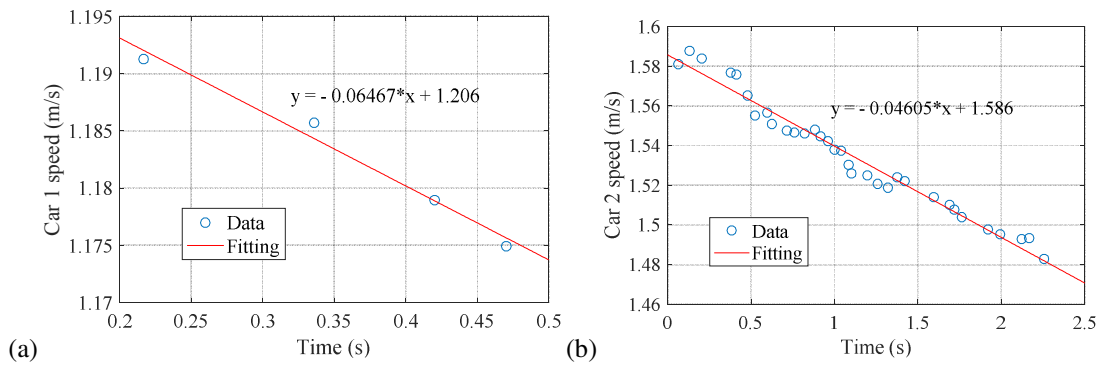 1.195
1.19
1.185
1.18
1.175
1.17
Car 1 speed (m/s)
y = - 0.06467*x + 1.206
Data
Fitting
0.2 0.25 0.3 0.35 0.4 0.45 0.5
Time (s)
(a)
1.6
1.58
1.56
1.54
1.52
1.5
1.48
1.46
Car 2 speed (m/s)
y = - 0.04605*x + 1.586
Data
Fitting
0 0.5 1 1.5 2 2.5
Time (s)
(b)